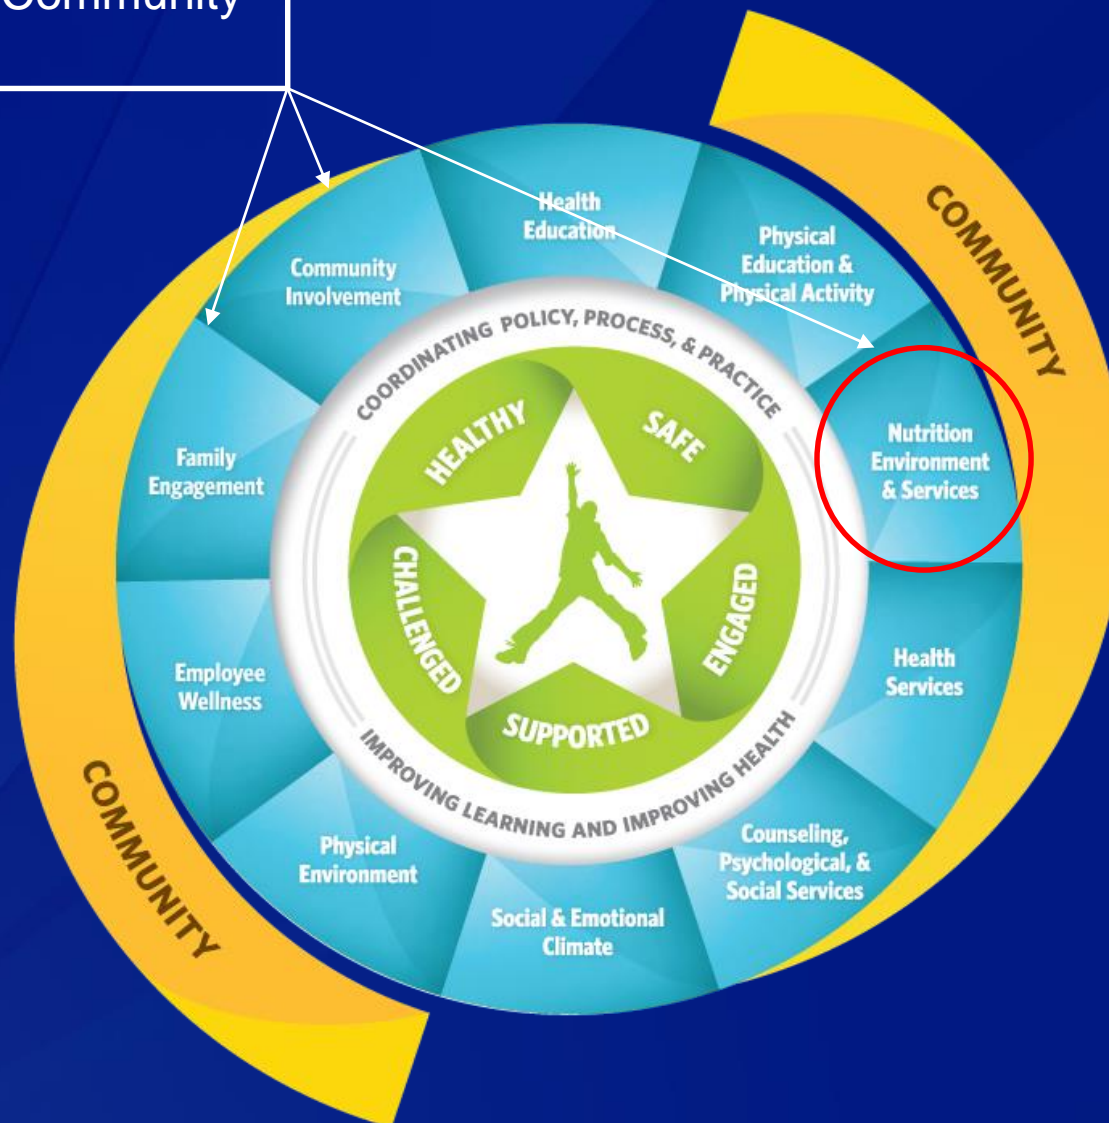 Community
Health
Education
Physical
Education &
Physical Activity
Nutrition
Environment
& Services
Health
Services
Counseling,
Psychological, &
Social Services
Social & Emotional
Climate
Physical
Environment
Employee
Wellness
Family
Engagement
Community
Involvement
COMMUNITY
COMMUNITY
COORDINATING POLICY, PROCESS, & PRACTICE
IMPROVING LEARNING AND IMPROVING HEALTH
HEALTHY
SAFE
ENGAGED
SUPPORTED
CHALLENGED